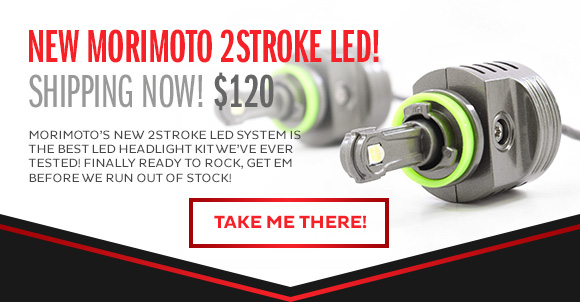 NEW MORIMOTO 2STROKE LED!
SHIPPING NOW! $120
MORIMOTO'S NEW 2STROKE LED SYSTEM IS
THE BEST LED HEADLIGHT KIT WE'VE EVER
TESTED! FINALLY READY TO ROCK, GET EM
BEFORE WE RUN OUT OF STOCK!
TAKE ME THERE!